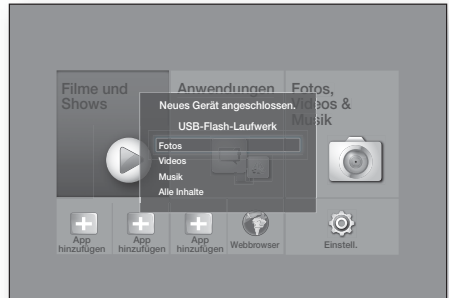 Filme und
Shows
Anwendungen
Fotos,
Videos &
Musik
Neues Gerät angeschlossen.
USB-Flash-Laufwerk
Fotos
Videos
Musik
Alle Inhalte
App
hinzufügen
App
hinzufügen
App
hinzufügen
Webbrowser
Einstell.